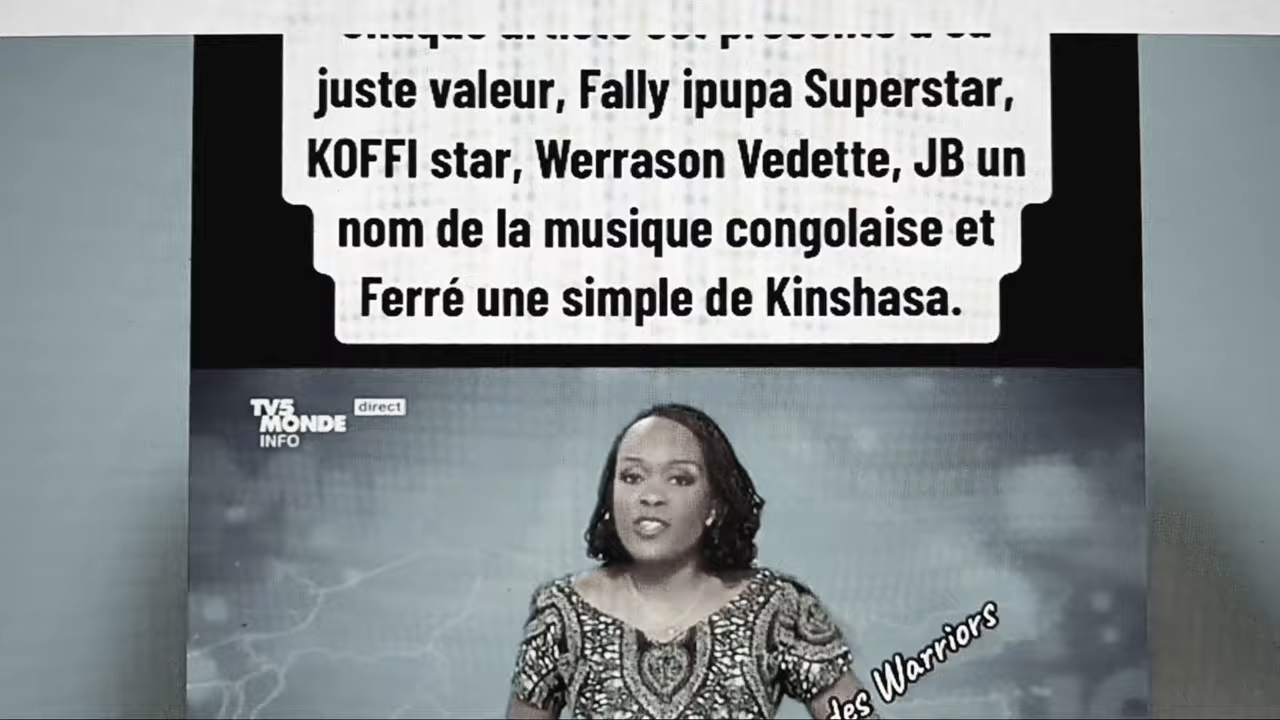 juste valeur, Fally ipupa Superstar,
KOFFI star, Werrason Vedette, JB un
nom de la musique congolaise et
Ferré une simple de Kinshasa.
TV5
MONDE
INFO
direct
des Warriors